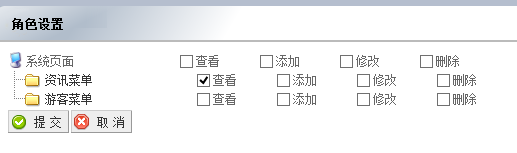 角色设置
系统页面 查看 添加 修改 删除
资讯菜单 查看 添加 修改 删除
游客菜单 查看 添加 修改 删除
提 交 取 消